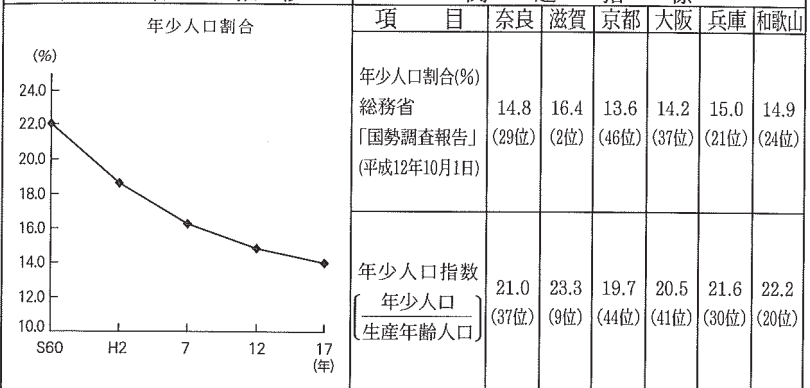 年少人口割合
(%)
24.0
22.0
20.0
18.0
16.0
14.0
12.0
10.0
S60 H2 7 12 17
(年)
項 目 奈良 滋賀 京都 大阪 兵庫 和歌山
年少人口割合(%)
総務省 14.8 16.4 13.6 14.2 15.0 14.9
「国勢調査報告」 (29位) (2位) (46位) (37位) (21位) (24位)
(平成12年10月1日)
年少人口指数
21.0 23.3 19.7 20.5 21.6 22.2
年少人口
生産年齢人口
(37位) (9位) (44位) (41位) (30位) (20位)